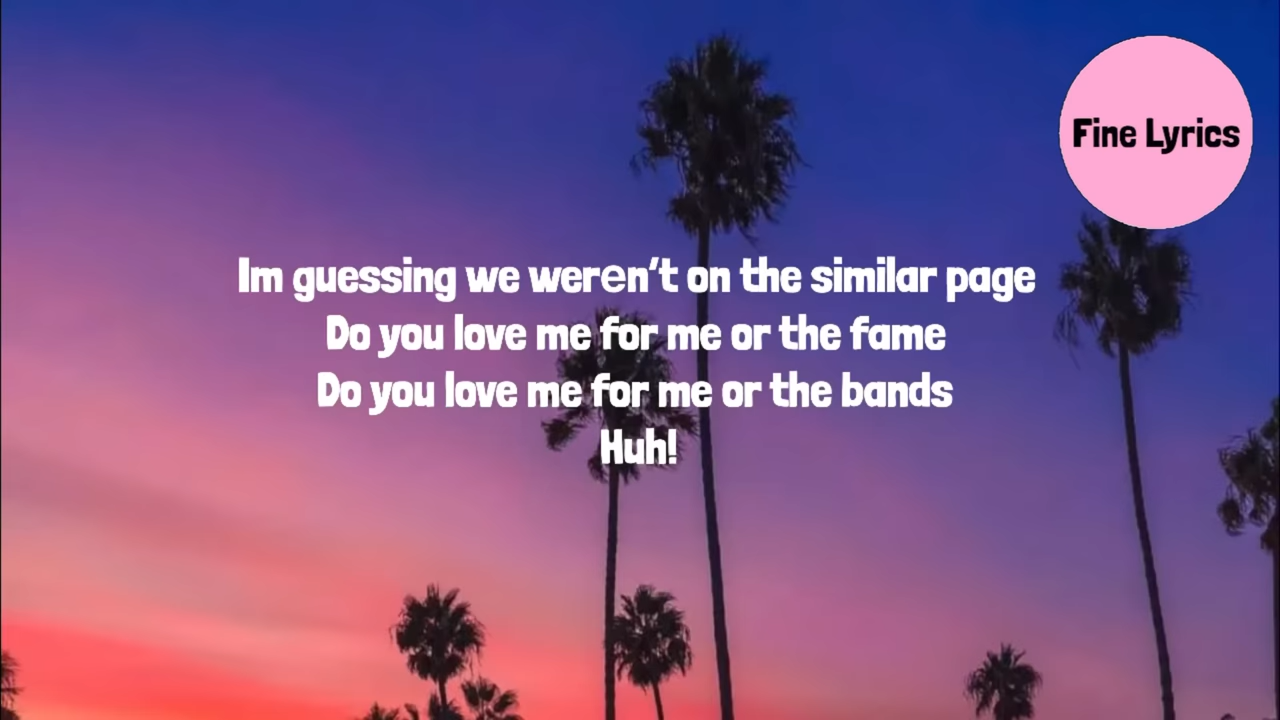 Fine Lyrics
Im guessing we weren't on the similar page
Do you love me for me or the fame
Do you love me for me or the bands
Huh!